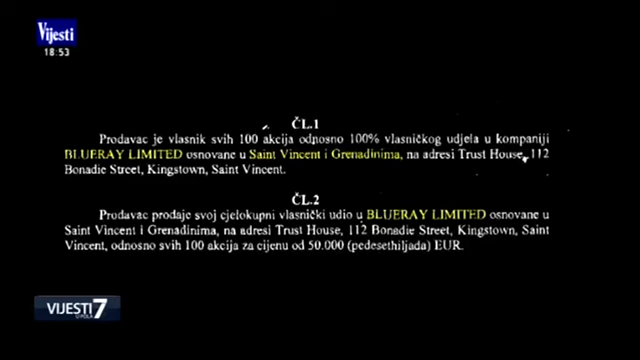 Vijesti
18:53
ČL.1
Prodavac je vlasnik svih 100 akcija odnosno 100% vlasničkog udjela u kompaniji
BLUERAY LIMITED osnovane u Saint Vincent i Grenadinima, na adresi Trust House, 112
Bonadie Street, Kingstown, Saint Vincent.
ČL.2
Prodavac prodaje svoj cjelokupni vlasnički udio u BLUERAY LIMITED osnovane u
Saint Vincent i Grenadinima, na adresi Trust House, 112 Bonadie Street, Kingstown, Saint
Vincent, odnosno svih 100 akcija za cijenu od 50.000 (pedesethiljada) EUR.
VIJESTI 7
U POLA